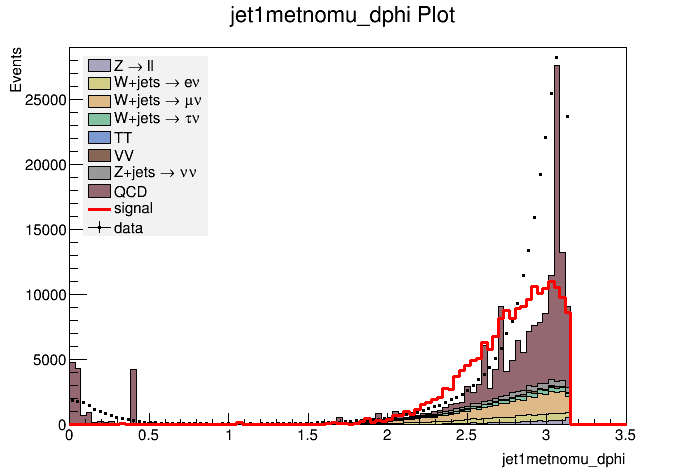 jet1metnomu_dphi Plot
Events
Z → ll
W+jets → eν
W+jets → μν
W+jets → τν
TT
VV
Z+jets → νν
QCD
signal
data
25000
20000
15000
10000
5000
0
0 0.5 1 1.5 2 2.5 3 3.5
jet1metnomu_dphi